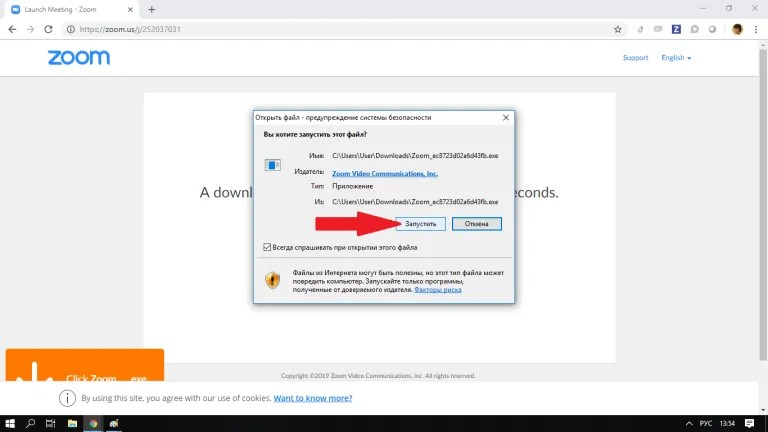 Launch Meeting - Zoom
https://zoom.us/j/252037031
zoom
Support English
Открыть файл - предупреждение системы безопасности
Вы хотите запустить этот файл?
Имя: C:\Users\User\Downloads\Zoom_ec8723d02a6d43fb.exe
Издатель: Zoom Video Communications, Inc.
Тип: Приложение
Из: C:\Users\User\Downloads\Zoom_ec8723d02a6d43fb.exe
A downl
conds.
Запустить Отмена
Всегда спрашивать при открытии этого файла
Файлы из Интернета могут быть полезны, но этот тип файла может
повредить компьютер. Запускайте только программы,
полученные от доверяемого издателя. Факторы риска
Click Zoom_...exe
Copyright ©2019 Zoom Video Communications, Inc. All rights reserved.
By using this site, you agree with our use of cookies. Want to know more?
РУС 13:54